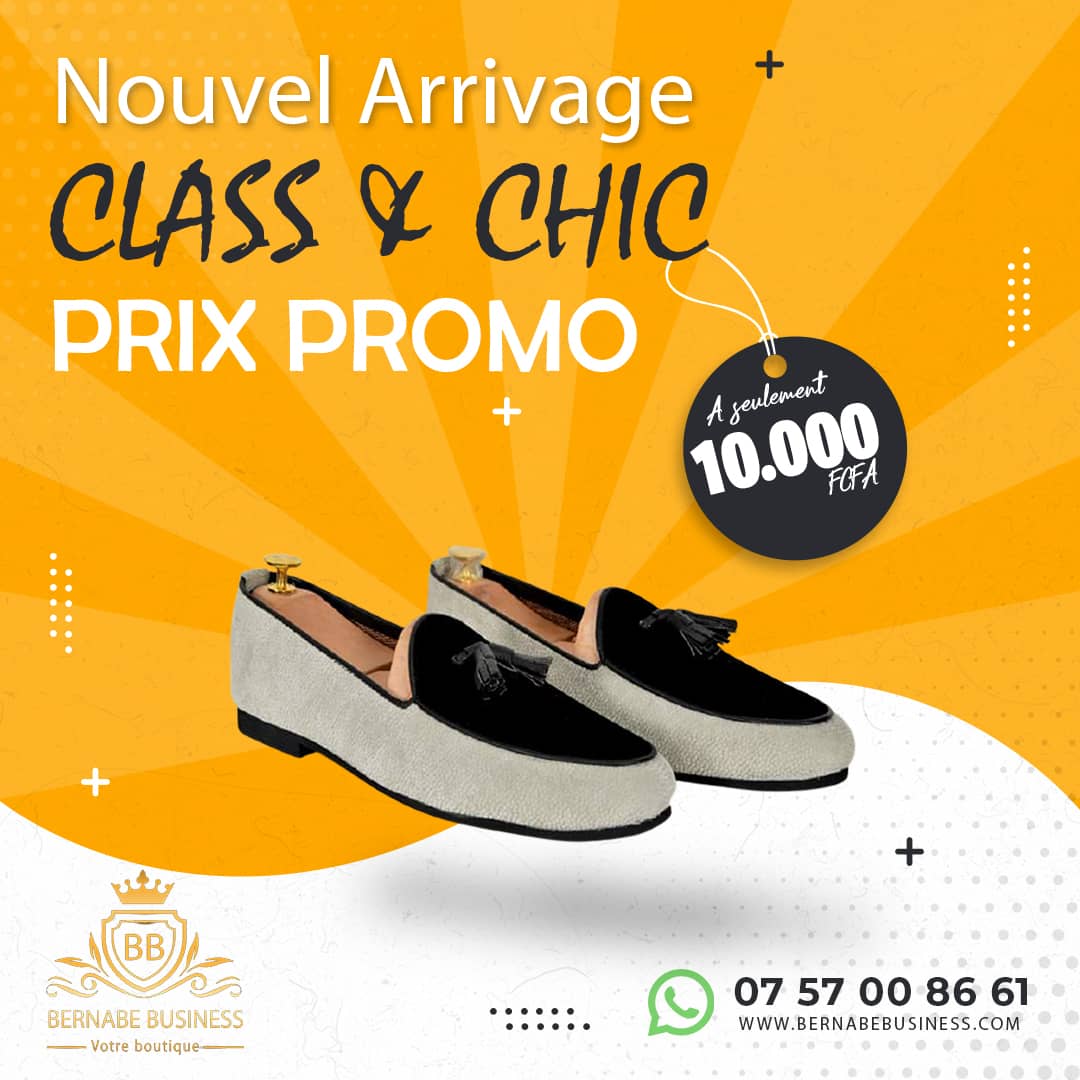 Nouvel Arrivage
CLASS & CHIC
PRIX PROMO
A seulement
10.000
FCFA
BB
BERNABE BUSINESS
Votre boutique
07 57 00 86 61
WWW.BERNABEBUSINESS.COM